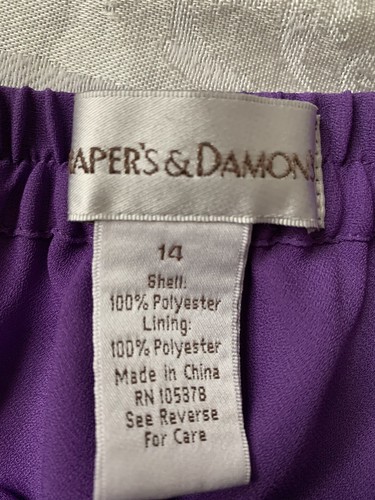 APER'S & DAMON'
14
Shell:
100% Polyester
Lining:
100% Polyester
Made in China
RN 105378
See Reverse
For Care